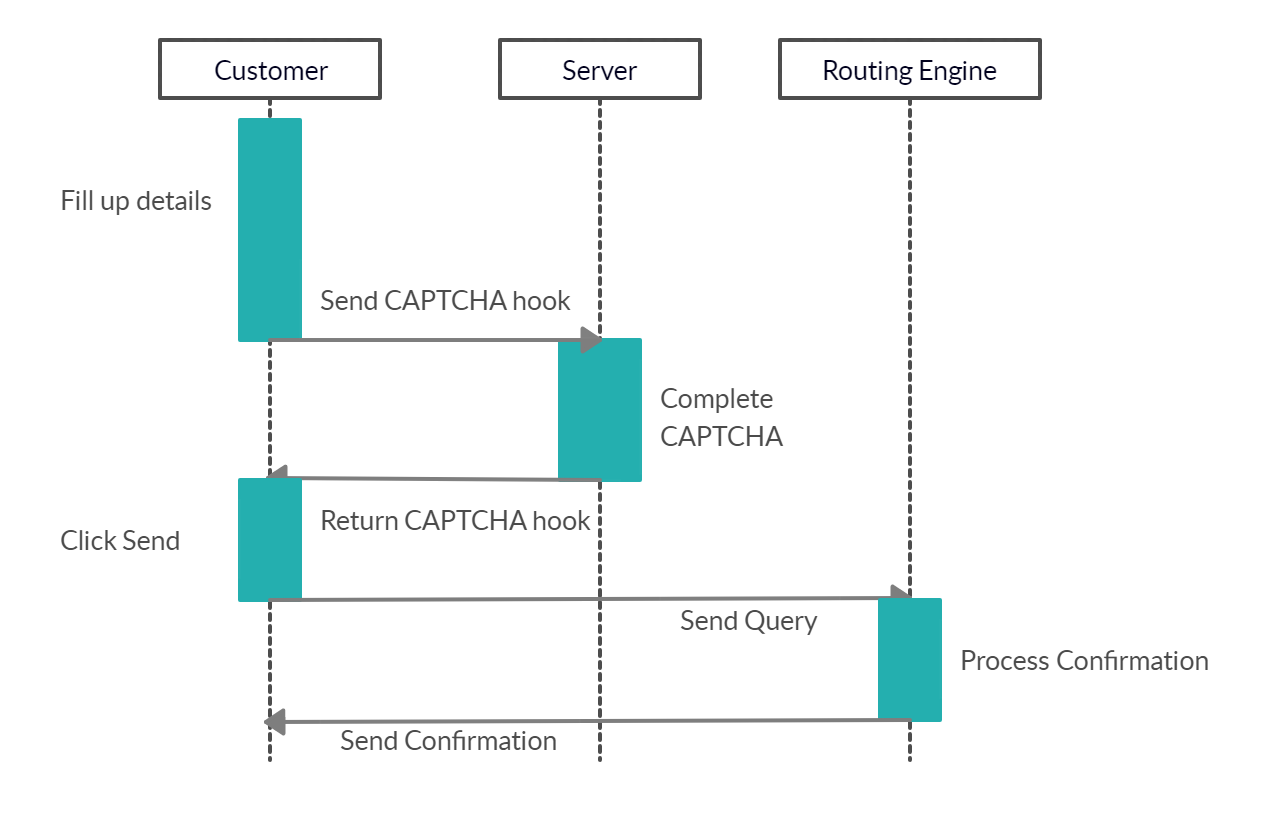 Customer
Server
Routing Engine
Fill up details
Send CAPTCHA hook
Complete
CAPTCHA
Return CAPTCHA hook
Click Send
Send Query
Process Confirmation
Send Confirmation